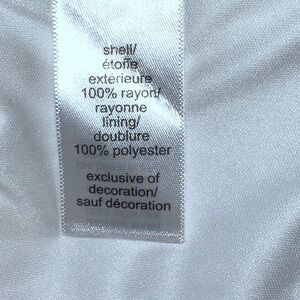 shell/
étoffe
extérieure
100% rayon/
rayonne
lining/
doublure
100% polyester
exclusive of
decoration/
sauf décoration